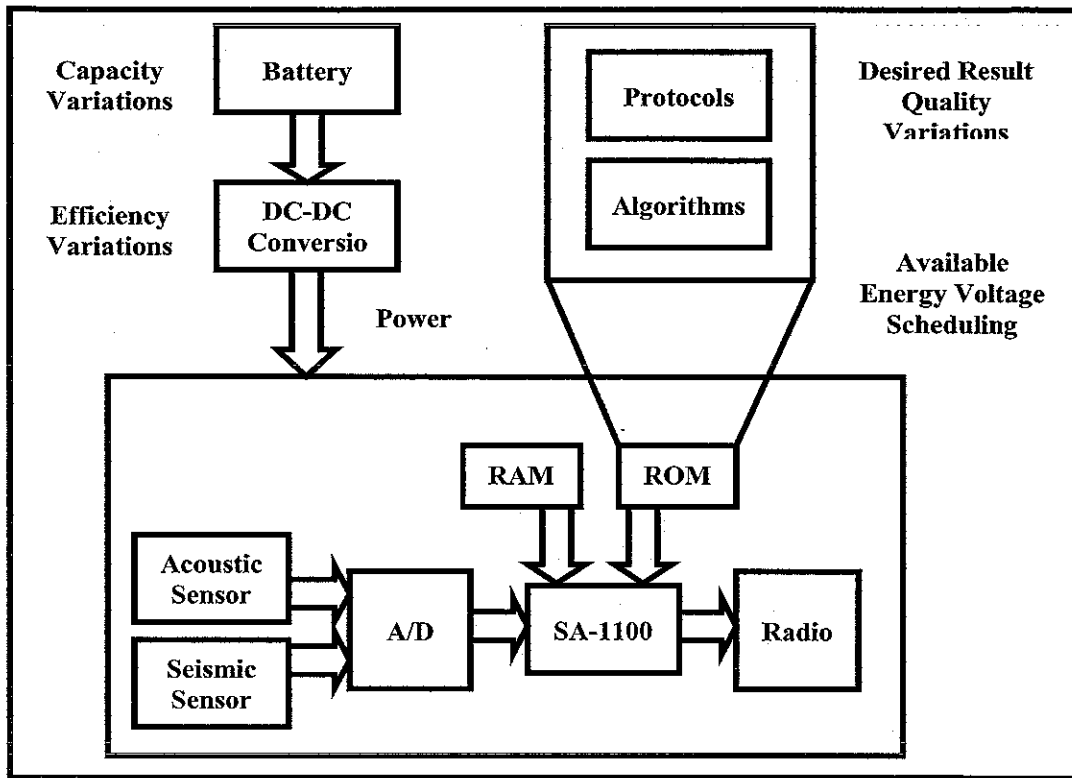 Capacity
Variations
Battery
Protocols
Desired Result
Quality
Variations
Efficiency
Variations
DC-DC
Conversio
Algorithms
Available
Energy Voltage
Scheduling
Power
RAM
ROM
Acoustic
Sensor
Seismic
Sensor
A/D
SA-1100
Radio